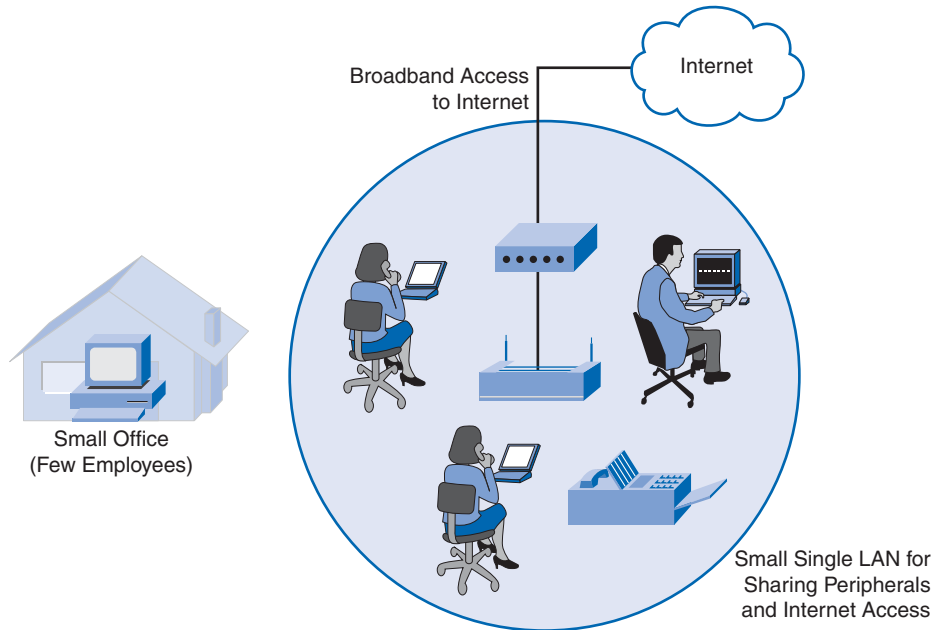 Internet
Broadband Access
to Internet
Small Office
(Few Employees)
Small Single LAN for
Sharing Peripherals
and Internet Access